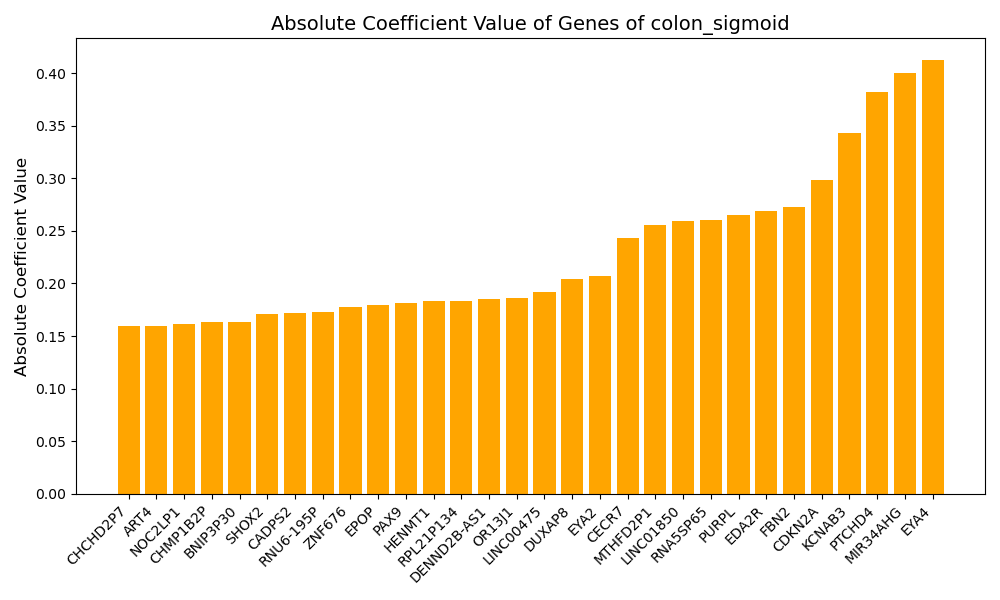 Absolute Coefficient Value of Genes of colon_sigmoid
Absolute Coefficient Value
0.40
0.35
0.30
0.25
0.20
0.15
0.10
0.05
0.00
CHCHD2P7
ART4
NOC2LP1
CHMP1B2P
BNIP3P30
SHOX2
CADPS2
RNU6-195P
ZNF676
EPOP
PAX9
HENMT1
RPL21P134
DENND2B-AS1
OR13J1
LINC00475
DUXAP8
EYA2
CECR7
MTHFD2P1
LINC01850
RNA5SP65
PURPL
EDA2R
FBN2
CDKN2A
KCNAB3
PTCHD4
MIR34AHG
EYA4